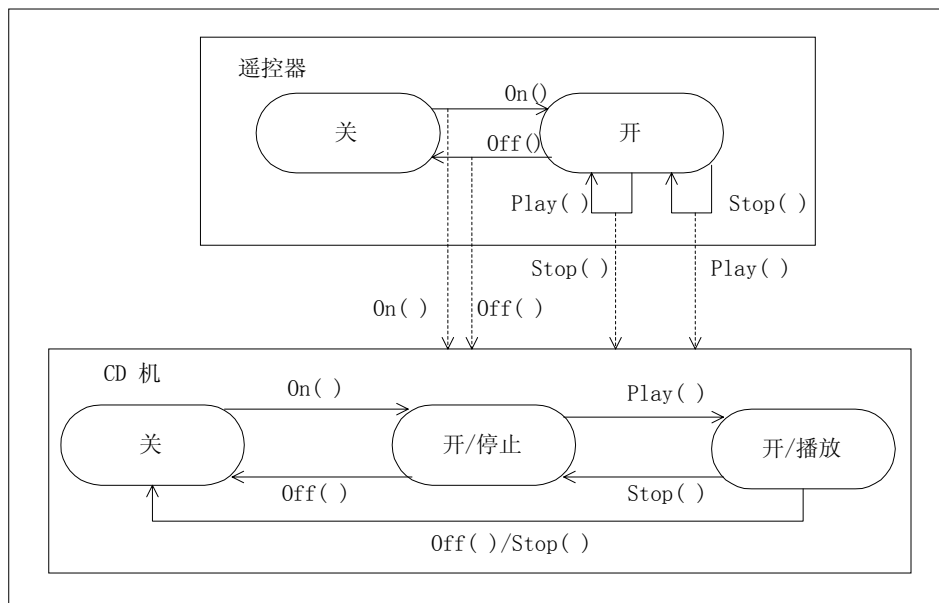 遥控器
On()
关
开
Off()
Play( )
Stop( )
Stop( )
Play( )
On( )
Off( )
CD 机
On( )
Play( )
关
开/停止
开/播放
Off( )
Stop( )
Off( )/Stop( )